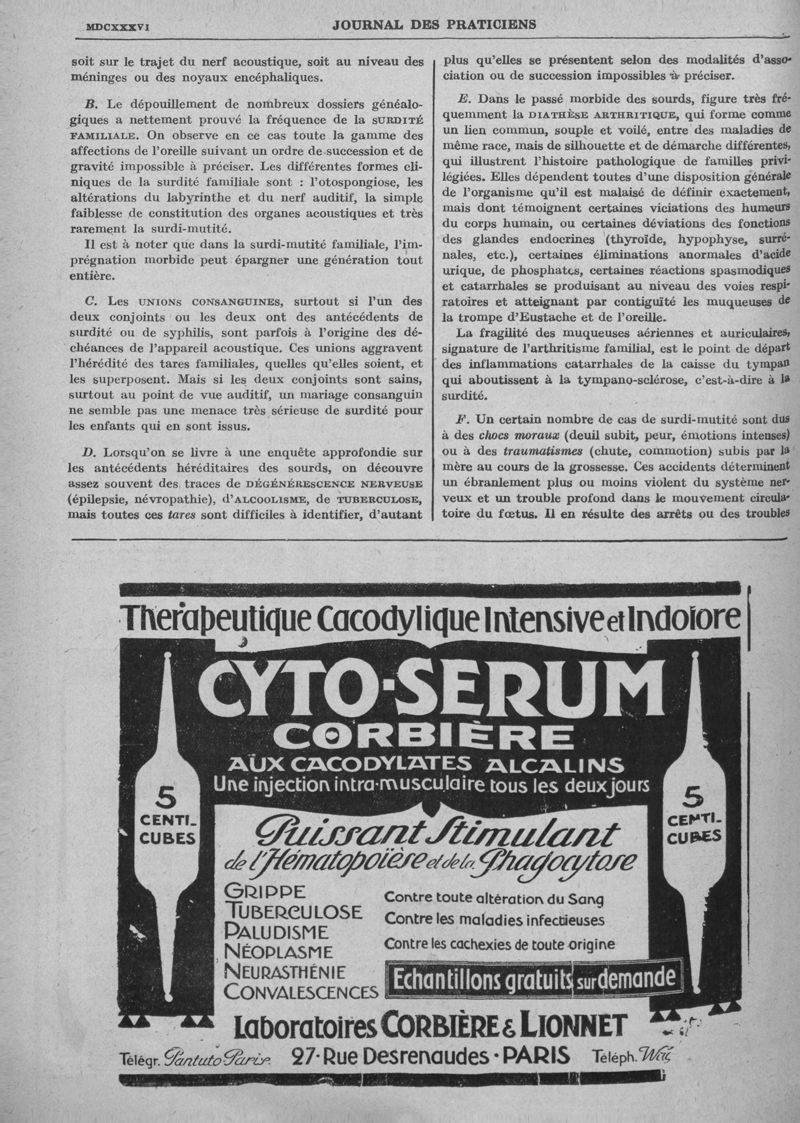 MDCXXXVI
JOURNAL DES PRATICIENS
soit sur le trajet du nerf acoustique, soit au niveau des
méninges ou des noyaux encéphaliques.
B. Le dépouillement de nombreux dossiers généalo-
giques a nettement prouvé la fréquence de la SURDITÉ
FAMILIALE. On observe en ce cas toute la gamme des
affections de l'oreille suivant un ordre de succession et de
gravité impossible à préciser. Les différentes formes cli-
niques de la surdité familiale sont : l'otospongiose, les
altérations du labyrinthe et du nerf auditif, la simple
faiblesse de constitution des organes acoustiques et très
rarement la surdi-mutité.
Il est à noter que dans la surdi-mutité familiale, l'im-
prégnation morbide peut épargner une génération tout
entière.
C. Les UNIONS CONSANGUINES, surtout si l'un des
deux conjoints ou les deux ont des antécédents de
surdité ou de syphilis, sont parfois à l'origine des dé-
chéances de l'appareil acoustique. Ces unions aggravent
l'hérédité des tares familiales, quelles qu'elles soient, et
les superposent. Mais si les deux conjoints sont sains,
surtout au point de vue auditif, un mariage consanguin
ne semble pas une menace très sérieuse de surdité pour
les enfants qui en sont issus.
D. Lorsqu'on se livre à une enquête approfondie sur
les antécédents héréditaires des sourds, on découvre
assez souvent des traces de DÉGÉNÉRESCENCE NERVEUSE
(épilepsie, névropathie), d'ALCOOLISME, de TUBERCULOSE,
mais toutes ces tares sont difficiles à identifier, d'autant
plus qu'elles se présentent selon des modalités d'asso-
ciation ou de succession impossibles à préciser.
E. Dans le passé morbide des sourds, figure très fré-
quemment la DIATHÈSE ARTHRITIQUE, qui forme comme
un lien commun, souple et voilé, entre des maladies de
même race, mais de silhouette et de démarche différentes,
qui illustrent l'histoire pathologique de familles privi-
légiées. Elles dépendent toutes d'une disposition générale
de l'organisme qu'il est malaisé de définir exactement,
mais dont témoignent certaines viciations des humeurs
du corps humain, ou certaines déviations des fonctions
des glandes endocrines (thyroïde, hypophyse, surré-
nales, etc.), certaines éliminations anormales d'acide
urique, de phosphates, certaines réactions spasmodiques
et catarrhales se produisant au niveau des voies respi-
ratoires et atteignant par contiguïté les muqueuses de
la trompe d'Eustache et de l'oreille.
La fragilité des muqueuses aériennes et auriculaires,
signature de l'arthritisme familial, est le point de départ
des inflammations catarrhales de la caisse du tympan
qui aboutissent à la tympano-sclérose, c'est-à-dire à la
surdité.
F. Un certain nombre de cas de surdi-mutité sont dus
à des chocs moraux (deuil subit, peur, émotions intenses)
ou à des traumatismes (chute, commotion) subis par la
mère au cours de la grossesse. Ces accidents déterminent
un ébranlement plus ou moins violent du système ner-
veux et un trouble profond dans le mouvement circula-
toire du fœtus. Il en résulte des arrêts ou des troubles
Therapeutique Cacodylique Intensive et Indolore
CYTO-SERUM
CORBIÈRE
AUX CACODYLATES ALCALINS
Une injection intra-musculaire tous les deux jours
5
CENTI-
CUBES
5
CENTI-
CUBES
Puissant Stimulant
de l'Hématopoïèse et de la Phagocytose
GRIPPE
TUBERCULOSE
PALUDISME
NÉOPLASME
NEURASTHÉNIE
CONVALESCENCES
Contre toute altération du Sang
Contre les maladies infectieuses
Contre les cachexies de toute origine
Echantillons gratuits sur demande
Laboratoires CORBIÈRE & LIONNET
Télégr. Pantuto-Paris. 27·Rue Desrenaudes·PARIS Téléph.